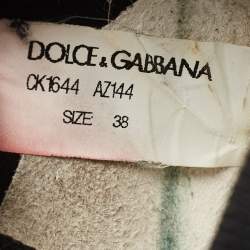 DOLCE & GABBANA
CK1644 AZ144
SIZE: 38